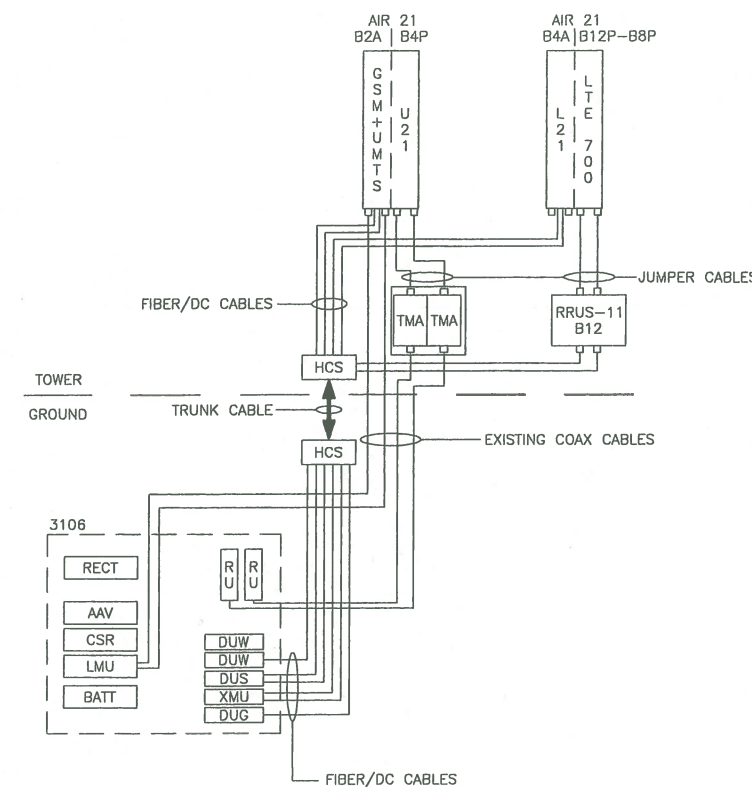 AIR 21
B2A | B4P
AIR 21
B4A | B12P-B8P
GSM+UMTS
U21
L21
LTE 700
JUMPER CABLES
FIBER/DC CABLES
TMA
TMA
RRUS-11
B12
HCS
TOWER
GROUND
TRUNK CABLE
EXISTING COAX CABLES
HCS
3106
RECT
RU
RU
AAV
CSR
LMU
BATT
DUW
DUW
DUS
XMU
DUG
FIBER/DC CABLES